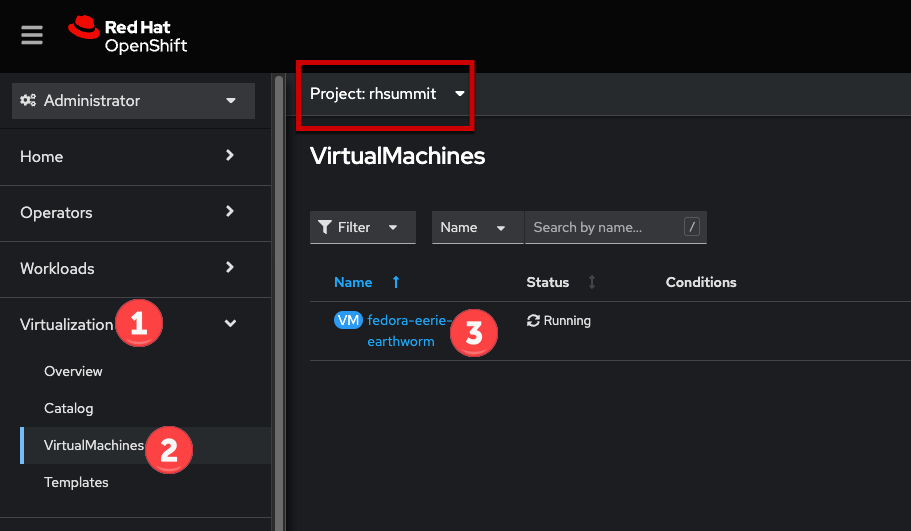 Red Hat
OpenShift
Administrator
Home
Operators
Workloads
Virtualization 1
Overview
Catalog
VirtualMachines 2
Templates
Project: rhsummit
VirtualMachines
Filter Name Search by name... /
Name Status Conditions
VM fedora-eerie- 3 Running
earthworm